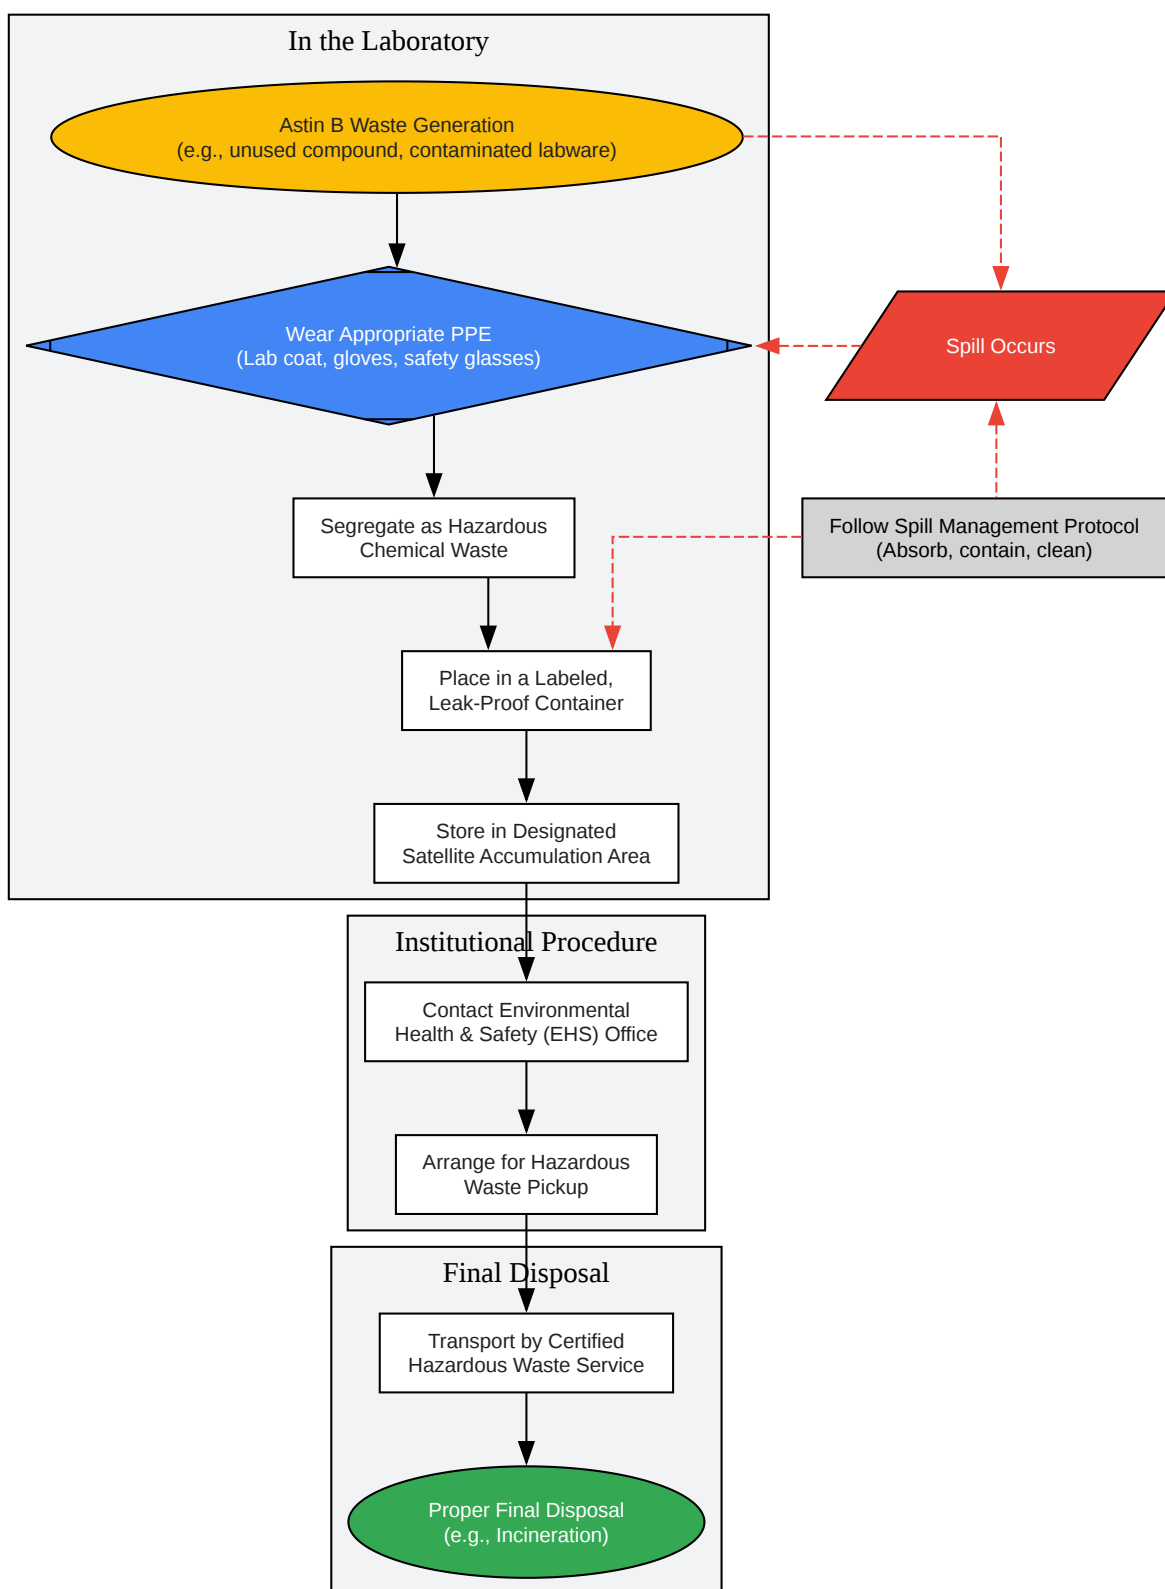 In the Laboratory
Astin B Waste Generation
(e.g., unused compound, contaminated labware)
Wear Appropriate PPE
(Lab coat, gloves, safety glasses)
Spill Occurs
Segregate as Hazardous
Chemical Waste
Follow Spill Management Protocol
(Absorb, contain, clean)
Place in a Labeled,
Leak-Proof Container
Store in Designated
Satellite Accumulation Area
Institutional Procedure
Contact Environmental
Health & Safety (EHS) Office
Arrange for Hazardous
Waste Pickup
Final Disposal
Transport by Certified
Hazardous Waste Service
Proper Final Disposal
(e.g., Incineration)